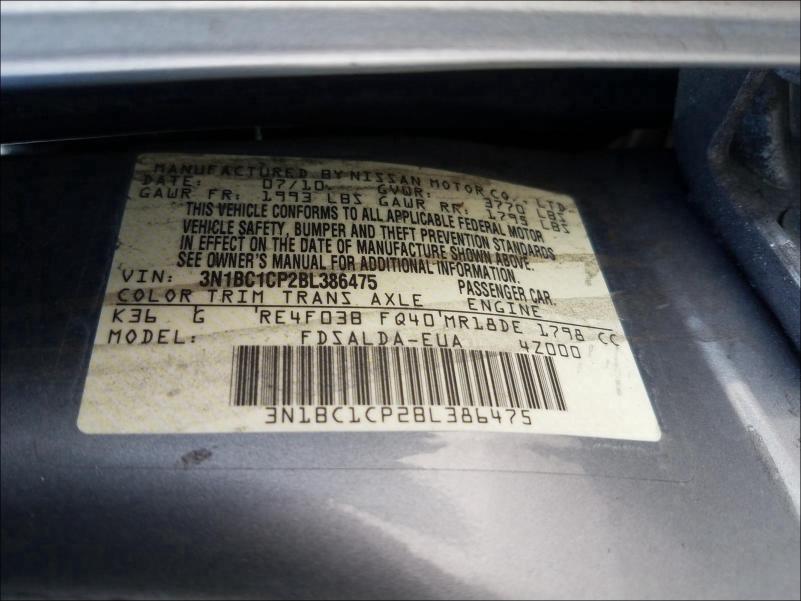 MANUFACTURED BY NISSAN MOTOR CO., LTD.
DATE: 07/10 GVWR: 3770 LBS
GAWR FR: 1993 LBS GAWR RR: 1795 LBS
THIS VEHICLE CONFORMS TO ALL APPLICABLE FEDERAL MOTOR
VEHICLE SAFETY, BUMPER AND THEFT PREVENTION STANDARDS
IN EFFECT ON THE DATE OF MANUFACTURE SHOWN ABOVE.
SEE OWNER'S MANUAL FOR ADDITIONAL INFORMATION.
VIN: 3N1BC1CP2BL386475 PASSENGER CAR.
COLOR TRIM TRANS AXLE ENGINE
K36 G RE4F03B FQ40 MR18DE 1798 CC
MODEL: FDSALDA-EUA 4Z000
3N1BC1CP2BL386475